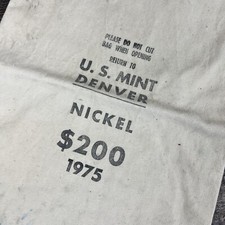 PLEASE DO NOT CUT
BAG WHEN OPENING
RETURN TO
U. S. MINT
DENVER
NICKEL
$200
1975